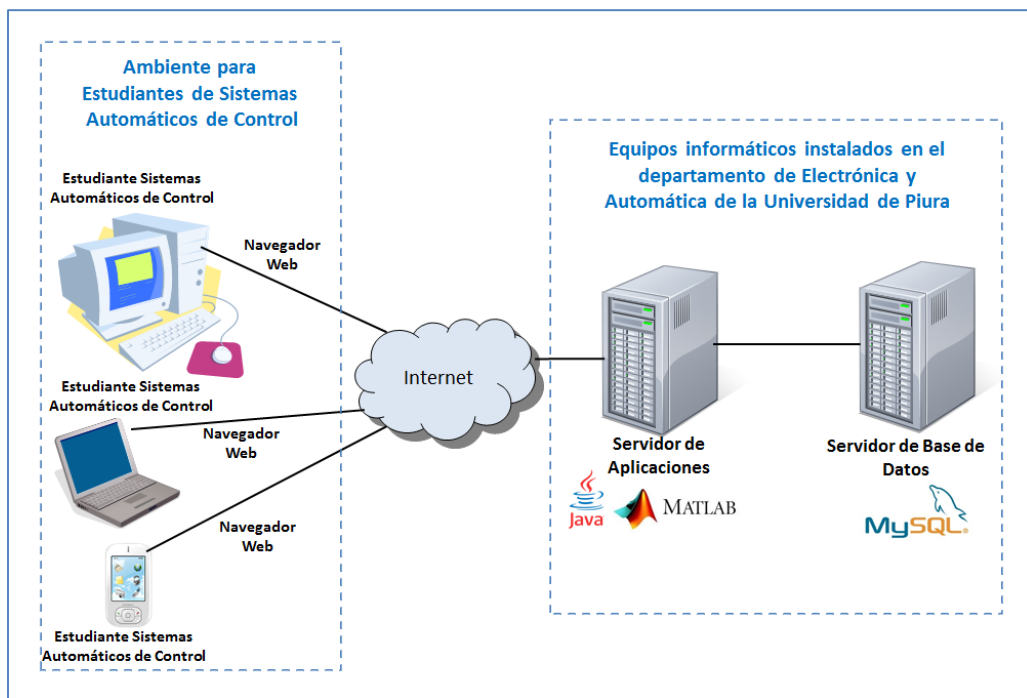 Ambiente para
Estudiantes de Sistemas
Automáticos de Control
Estudiante Sistemas
Automáticos de Control
Navegador
Web
Estudiante Sistemas
Automáticos de Control
Navegador
Web
Navegador
Web
Estudiante Sistemas
Automáticos de Control
Internet
Equipos informáticos instalados en el
departamento de Electrónica y
Automática de la Universidad de Piura
Servidor de
Aplicaciones
Java
MATLAB
Servidor de Base de
Datos
MySQL®